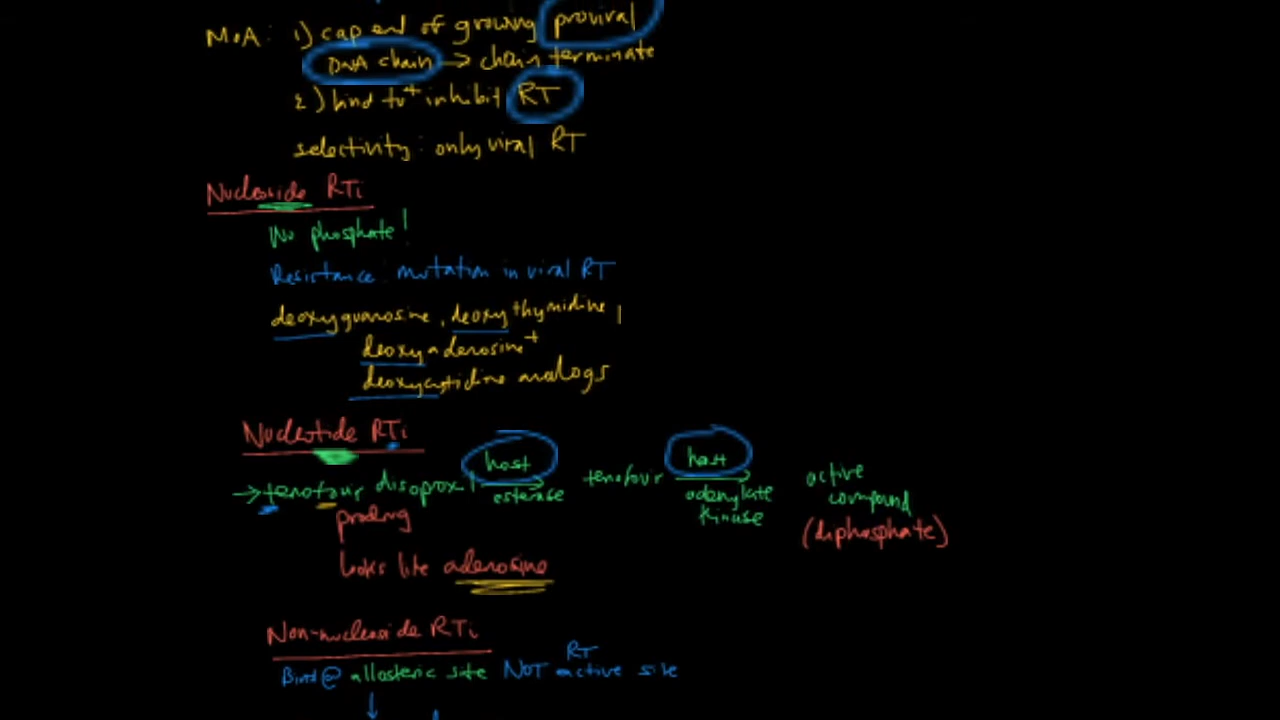 MoA: 1) cap end of growing proviral
DNA chain → chain terminate
2) bind to + inhibit RT
selectivity: only viral RT
Nucleoside RTi
No phosphate!
Resistance: mutation in viral RT
deoxyguanosine, deoxythymidine,
deoxyadenosine +
deoxycytidine analogs
Nucleotide RTi
→ tenofovir disoproxil host esterase tenofovir host adenylate kinase active compound (diphosphate)
prodrug
looks like adenosine
Non-nucleoside RTi
Bind @ allosteric site NOT RT active site